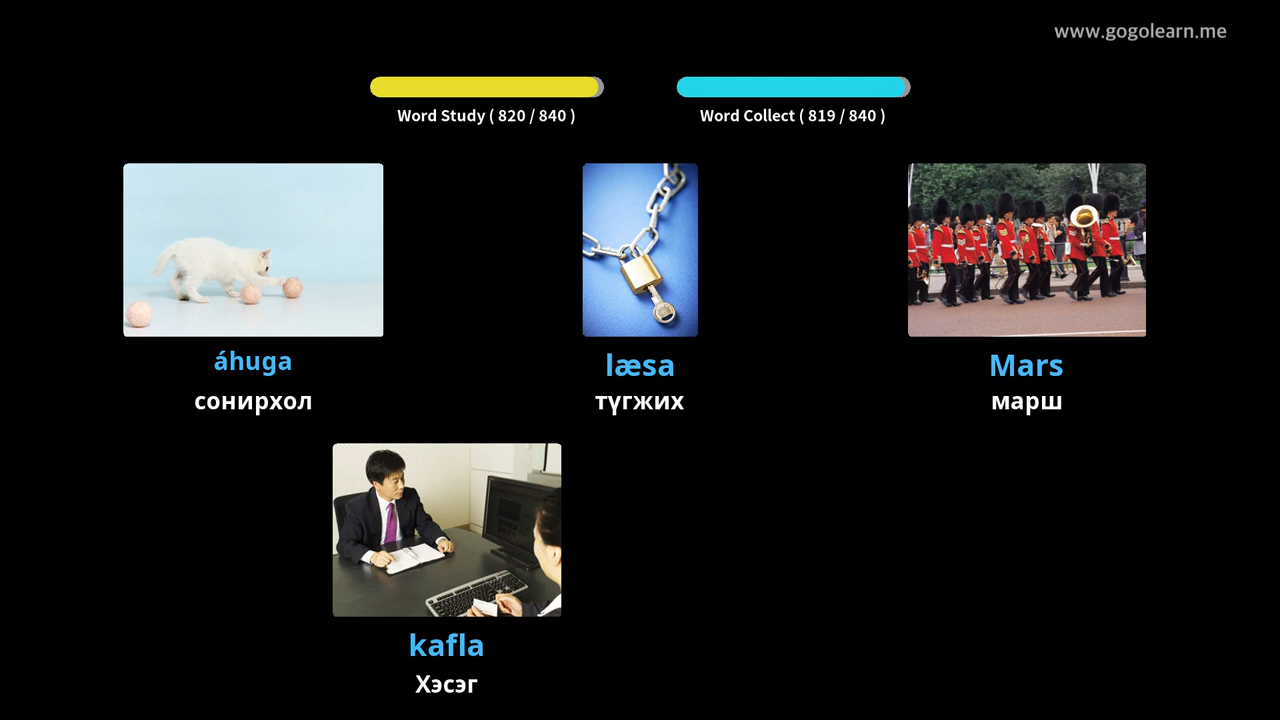 www.gogolearn.me
Word Study ( 820 / 840 )
Word Collect ( 819 / 840 )
áhuga
læsa
Mars
сонирхол
түгжих
марш
kafla
Хэсэг